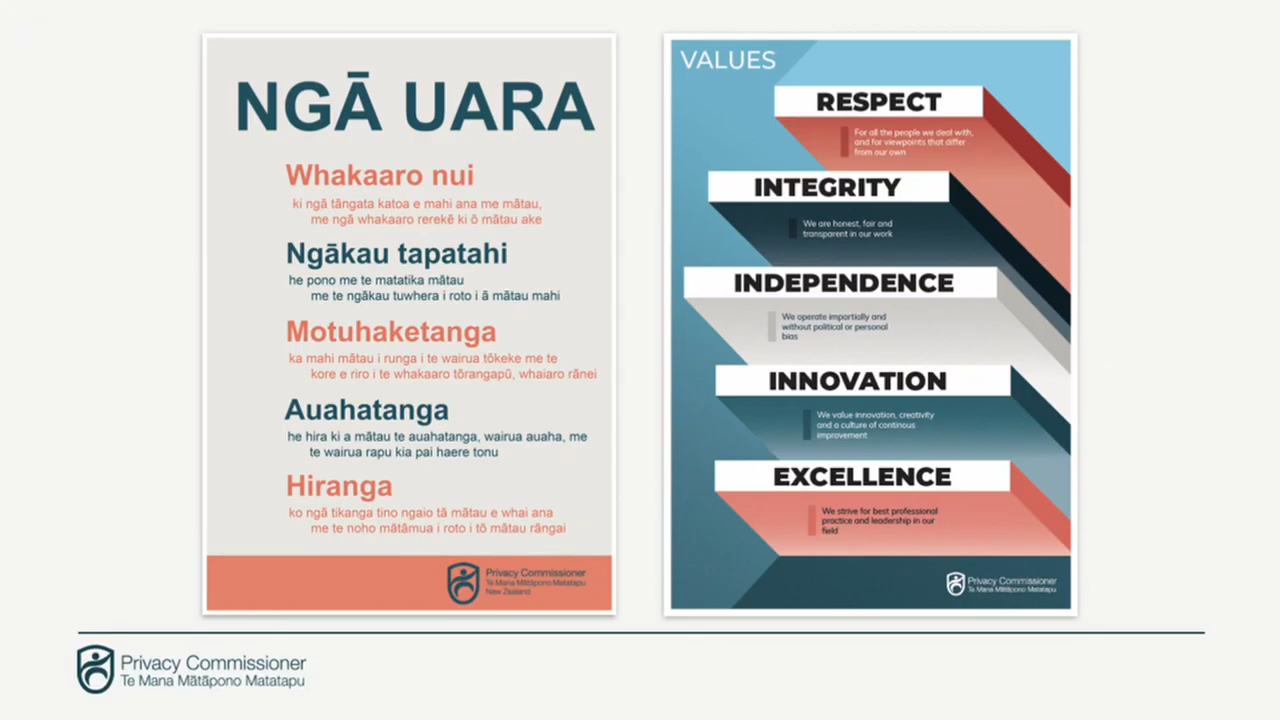 NGĀ UARA
Whakaaro nui
ki ngā tāngata katoa e mahi ana me mātau,
me ngā whakaaro rerekē ki ō mātau ake
Ngākau tapatahi
he pono me te matatika mātau
me te ngākau tuwhera i roto i ā mātau mahi
Motuhaketanga
ka mahi mātau i runga i te wairua tōkeke me te
kore e riro i te whakaaro tōrangapū, whaiaro rānei
Auahatanga
he hira ki a mātau te auahatanga, wairua auaha, me
te wairua rapu kia pai haere tonu
Hiranga
ko ngā tikanga tino ngaio tā mātau e whai ana
me te noho mātāmua i roto i tō mātau rāngai
Privacy Commissioner
Te Mana Mātāpono Matatapu
New Zealand
VALUES
RESPECT
For all the people we deal with,
and for viewpoints that differ
from our own
INTEGRITY
We are honest, fair and
transparent in our work
INDEPENDENCE
We operate impartially and
without political or personal
bias
INNOVATION
We value innovation, creativity
and a culture of continous
improvement
EXCELLENCE
We strive for best professional
practice and leadership in our
field
Privacy Commissioner
Te Mana Mātāpono Matatapu
Privacy Commissioner
Te Mana Mātāpono Matatapu